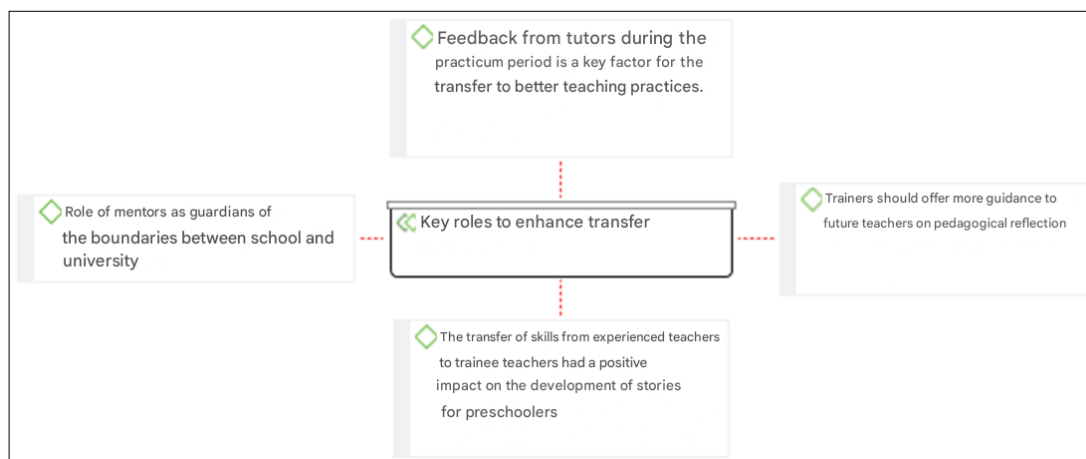 Feedback from tutors during the
practicum period is a key factor for the
transfer to better teaching practices.
Role of mentors as guardians of
the boundaries between school and
university
Key roles to enhance transfer
Trainers should offer more guidance to
future teachers on pedagogical reflection
The transfer of skills from experienced teachers
to trainee teachers had a positive
impact on the development of stories
for preschoolers